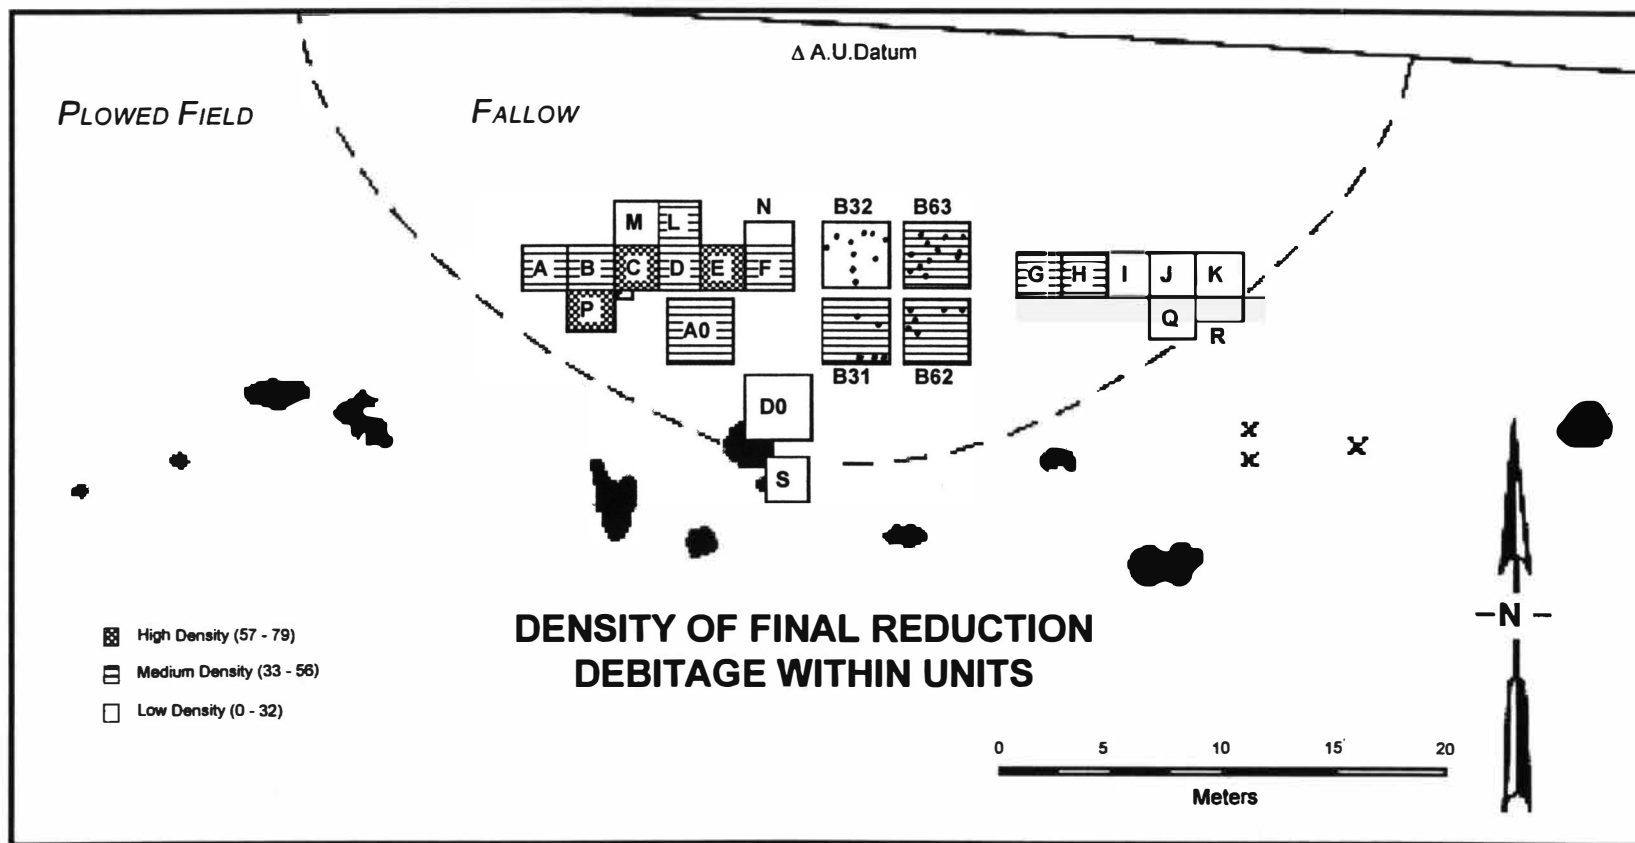 Δ A.U.Datum
PLOWED FIELD
FALLOW
N B32 B63
M L
A B C D E F
G H I J K
P
A0
Q
R
B31 B62
D0
S
x
x
x
High Density (57 - 79)
Medium Density (33 - 56)
Low Density (0 - 32)
DENSITY OF FINAL REDUCTION
DEBITAGE WITHIN UNITS
0 5 10 15 20
Meters
-N-